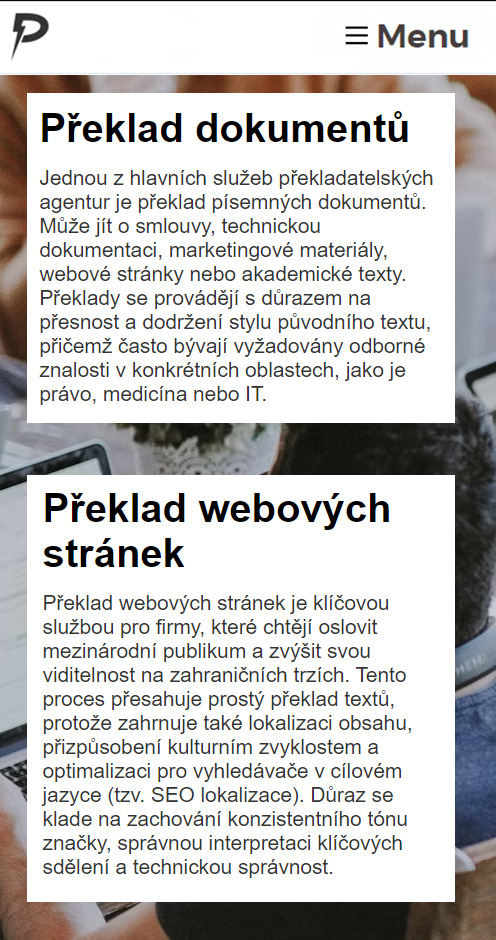 Menu
Překlad dokumentů
Jednou z hlavních služeb překladatelských
agentur je překlad písemných dokumentů.
Může jít o smlouvy, technickou
dokumentaci, marketingové materiály,
webové stránky nebo akademické texty.
Překlady se provádějí s důrazem na
přesnost a dodržení stylu původního textu,
přičemž často bývají vyžadovány odborné
znalosti v konkrétních oblastech, jako je
právo, medicína nebo IT.
Překlad webových
stránek
Překlad webových stránek je klíčovou
službou pro firmy, které chtějí oslovit
mezinárodní publikum a zvýšit svou
viditelnost na zahraničních trzích. Tento
proces přesahuje prostý překlad textů,
protože zahrnuje také lokalizaci obsahu,
přizpůsobení kulturním zvyklostem a
optimalizaci pro vyhledávače v cílovém
jazyce (tzv. SEO lokalizace). Důraz se
klade na zachování konzistentního tónu
značky, správnou interpretaci klíčových
sdělení a technickou správnost.